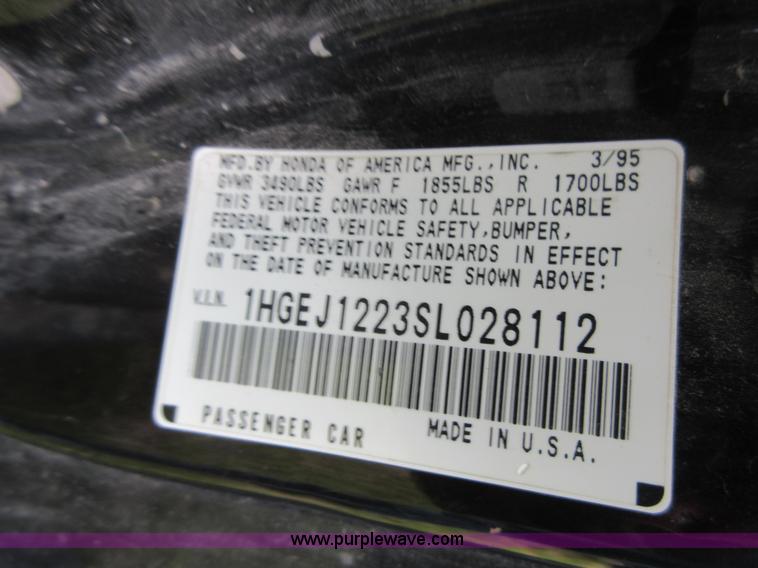 MFD.BY HONDA OF AMERICA MFG.,INC. 3/95
GVWR 3490LBS GAWR F 1855LBS R 1700LBS
THIS VEHICLE CONFORMS TO ALL APPLICABLE
FEDERAL MOTOR VEHICLE SAFETY,BUMPER,
AND THEFT PREVENTION STANDARDS IN EFFECT
ON THE DATE OF MANUFACTURE SHOWN ABOVE:
V.I.N. 1HGEJ1223SL028112
PASSENGER CAR MADE IN U.S.A.
www.purplewave.com